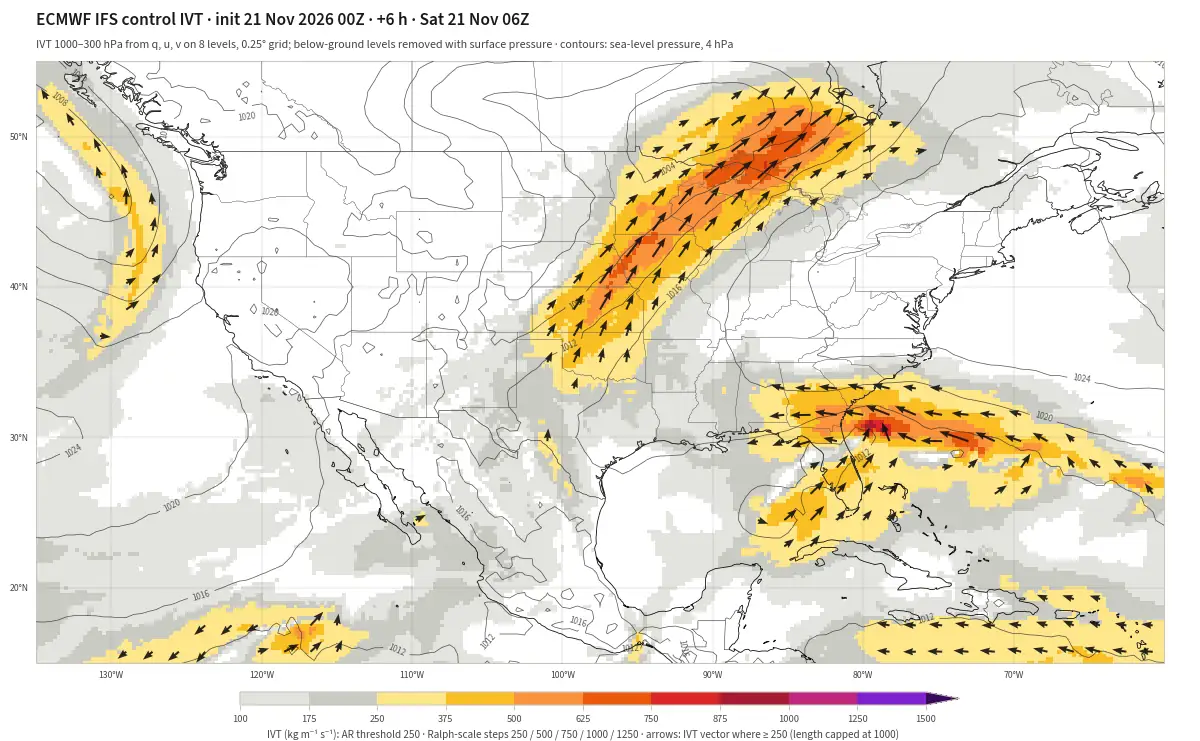 ECMWF IFS control IVT · init 21 Nov 2026 00Z · +6 h · Sat 21 Nov 06Z
IVT 1000–300 hPa from q, u, v on 8 levels, 0.25° grid; below-ground levels removed with surface pressure · contours: sea-level pressure, 4 hPa
1008
1020
50°N
1004
40°N
1016
1028
1012
1024
1020
30°N
1024
1012
1020
1016
20°N
1016
1012
1016
1012
1012
1012
130°W
120°W
110°W
100°W
90°W
80°W
70°W
100
175
250
375
500
625
750
875
1000
1250
1500
IVT (kg m⁻¹ s⁻¹): AR threshold 250 · Ralph-scale steps 250 / 500 / 750 / 1000 / 1250 · arrows: IVT vector where ≥ 250 (length capped at 1000)